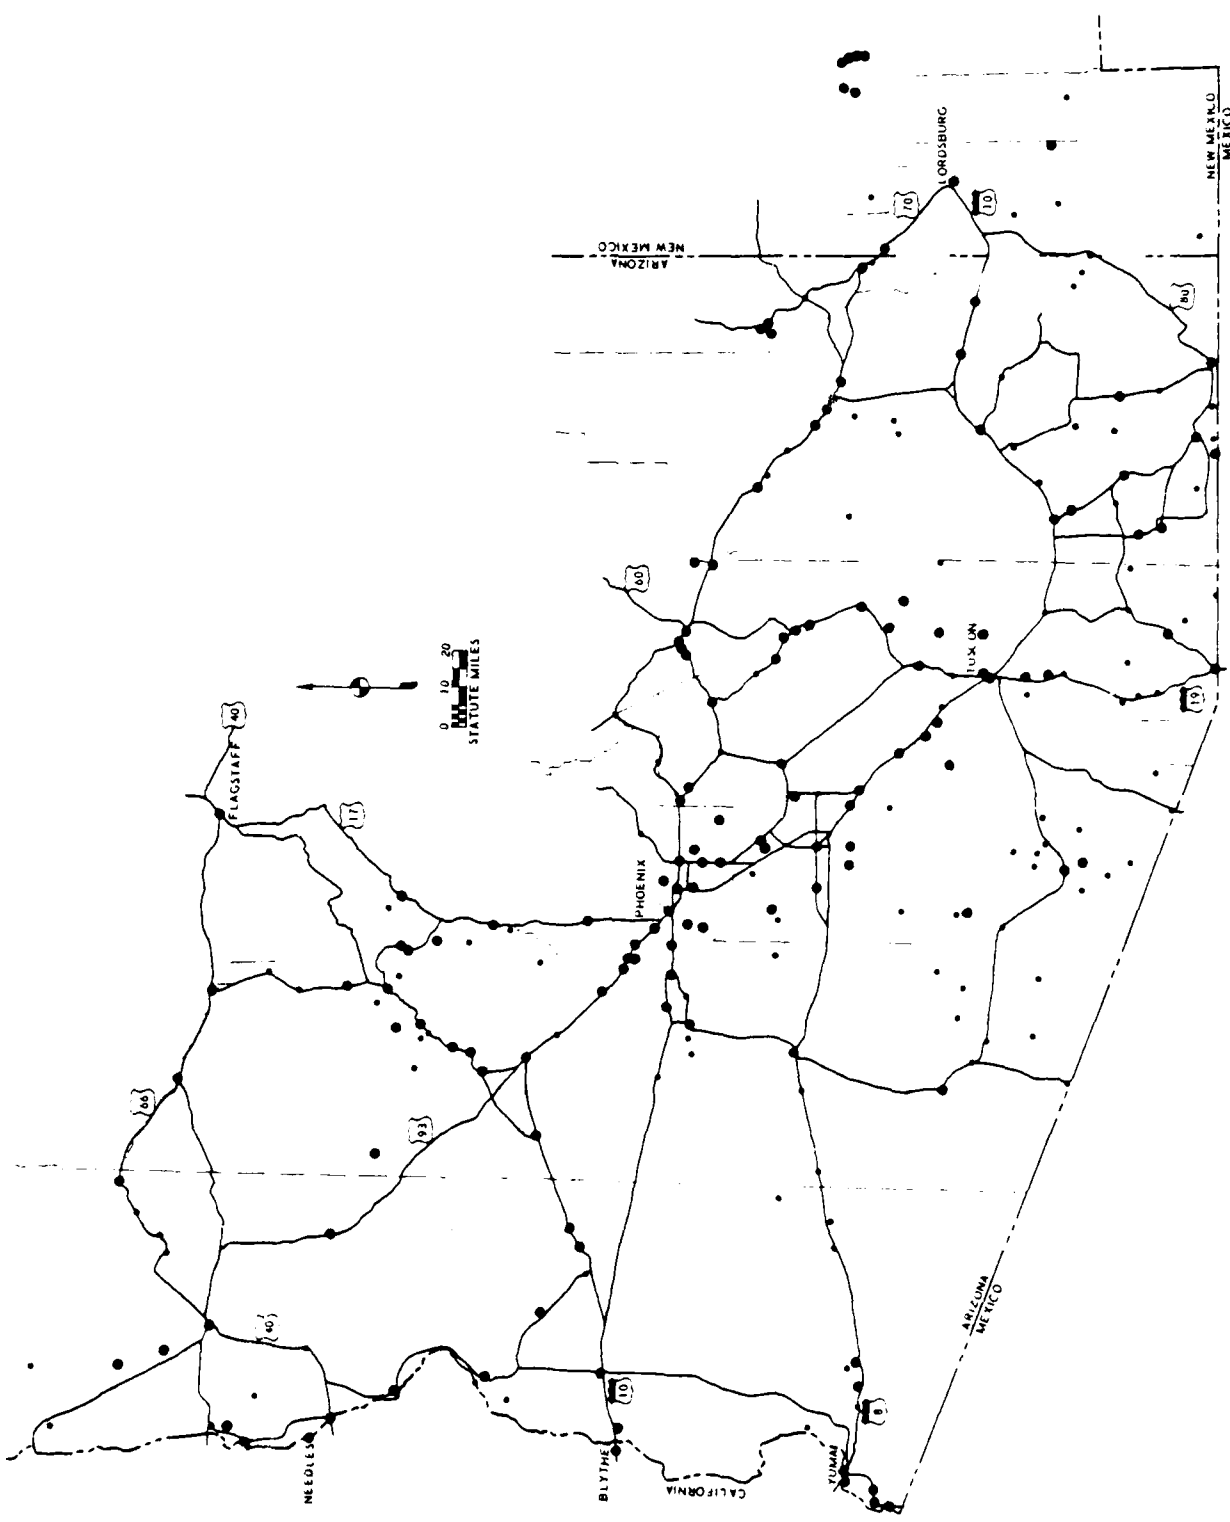 FLAGSTAFF
40
17
66
93
40
NEEDLES
0 10 20
STATUTE MILES
60
ARIZONA
NEW MEXICO
70
LORDSBURG
10
80
NEW MEXICO
MEXICO
PHOENIX
TUSCON
19
BLYTHE
10
CALIFORNIA
YUMA
8
ARIZONA
MEXICO